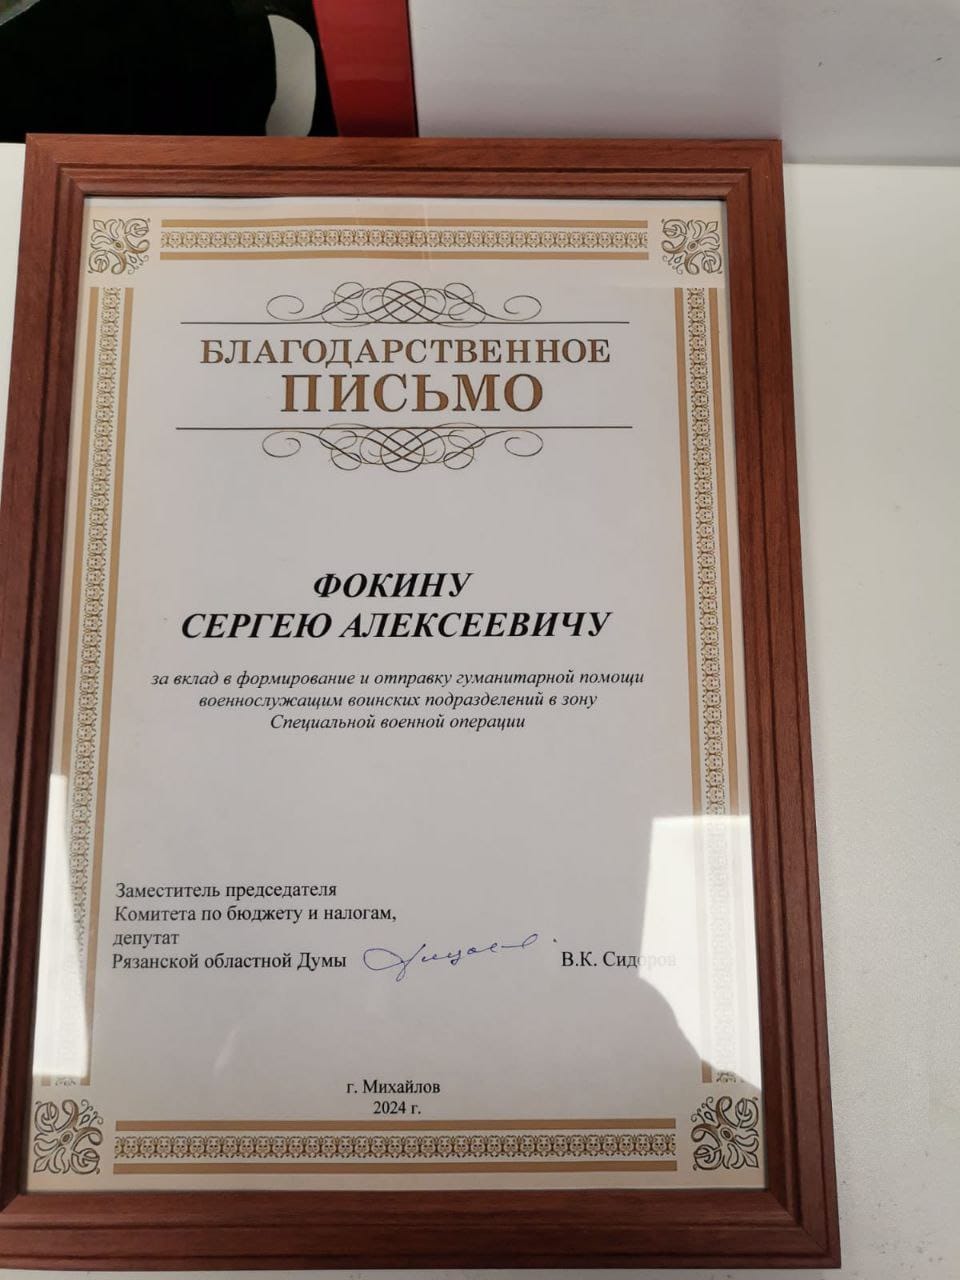 БЛАГОДАРСТВЕННОЕ
ПИСЬМО
ФОКИНУ
СЕРГЕЮ АЛЕКСЕЕВИЧУ
за вклад в формирование и отправку гуманитарной помощи
военнослужащим воинских подразделений в зону
Специальной военной операции
Заместитель председателя
Комитета по бюджету и налогам,
депутат
Рязанской областной Думы В.К. Сидоров
г. Михайлов
2024 г.